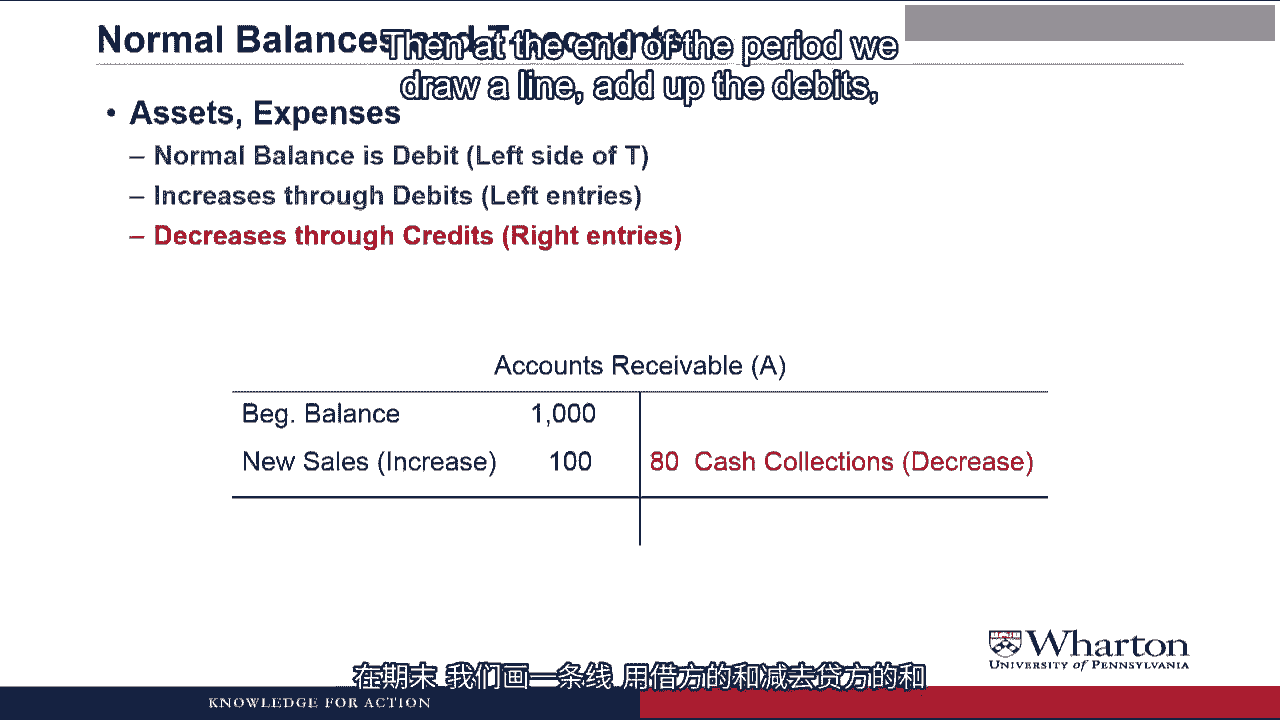 Normal Balances and T-accounts
Then at the end of the period we
draw a line, add up the debits,
• Assets, Expenses
– Normal Balance is Debit (Left side of T)
– Increases through Debits (Left entries)
– Decreases through Credits (Right entries)
Accounts Receivable (A)
Beg. Balance 1,000
New Sales (Increase) 100 80 Cash Collections (Decrease)
Wharton
UNIVERSITY OF PENNSYLVANIA
在期末 我们画一条线 用借方的和减去贷方的和
KNOWLEDGE FOR ACTION